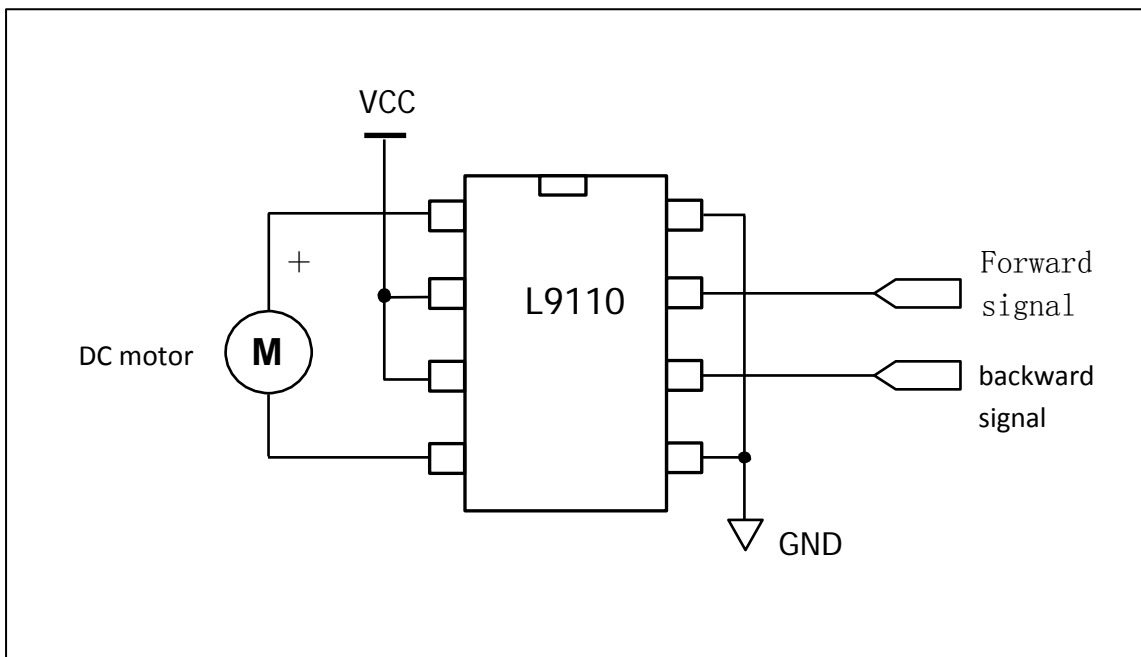 VCC
+
L9110
Forward
signal
DC motor
M
backward
signal
GND